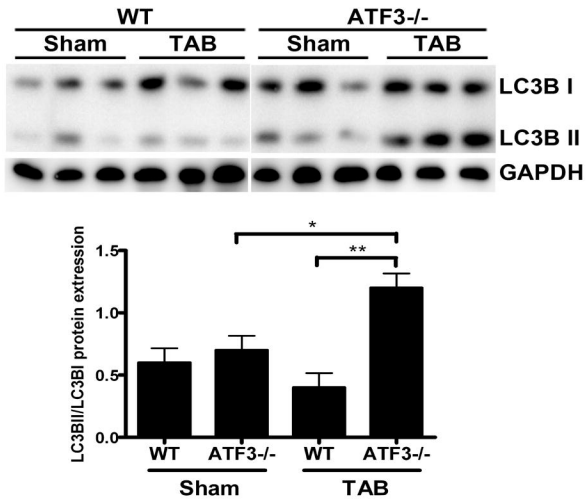 WT ATF3-/-
Sham TAB Sham TAB
LC3B I
LC3B II
GAPDH
LC3BII/LC3BI protein extression
1.5
1.0
0.5
0.0
*
**
WT ATF3-/- WT ATF3-/-
Sham TAB